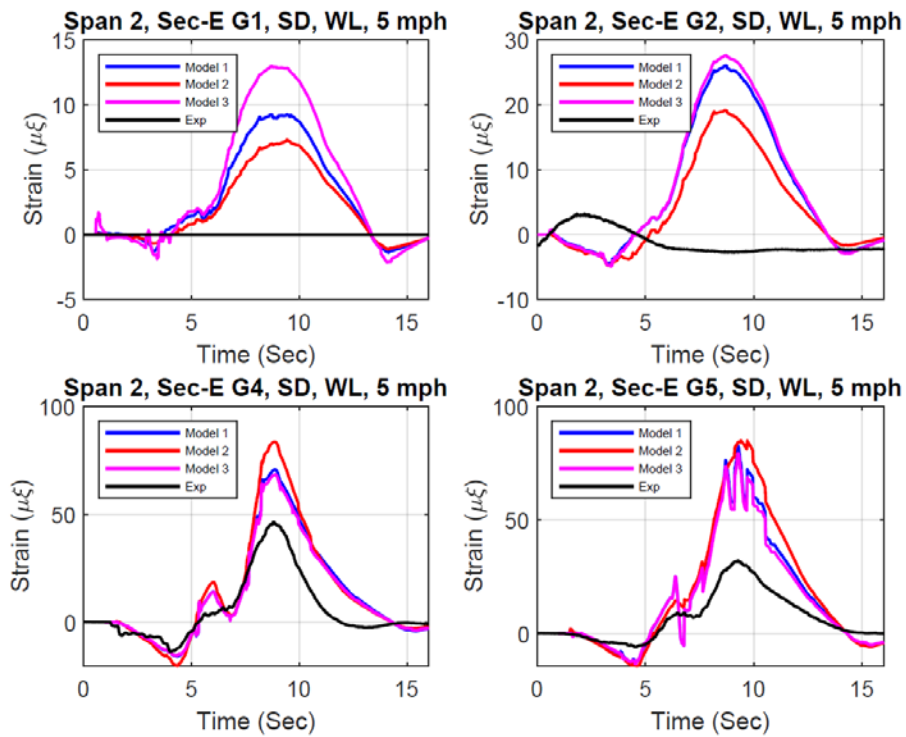 Span 2, Sec-E G1, SD, WL, 5 mph
15
10
5
0
-5
Strain (μξ)
Model 1
Model 2
Model 3
Exp
0 5 10 15
Time (Sec)
Span 2, Sec-E G2, SD, WL, 5 mph
30
20
10
0
-10
Strain (μξ)
Model 1
Model 2
Model 3
Exp
0 5 10 15
Time (Sec)
Span 2, Sec-E G4, SD, WL, 5 mph
100
50
0
Strain (μξ)
Model 1
Model 2
Model 3
Exp
0 5 10 15
Time (Sec)
Span 2, Sec-E G5, SD, WL, 5 mph
100
50
0
Strain (μξ)
Model 1
Model 2
Model 3
Exp
0 5 10 15
Time (Sec)